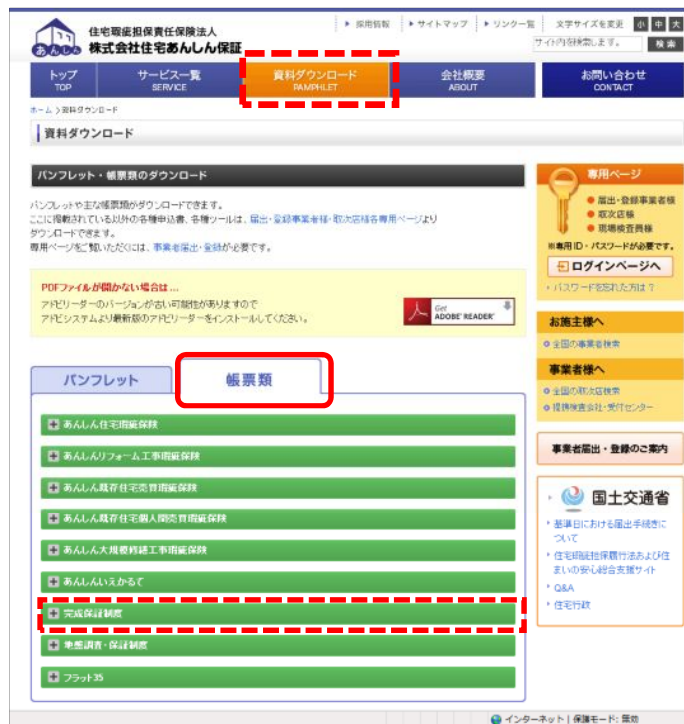 住宅瑕疵担保責任保険法人
株式会社住宅あんしん保証
あんしん
採用情報
サイトマップ
リンク一覧
文字サイズを変更 小 中 大
サイト内を検索します。 検索
トップ
TOP
サービス一覧
SERVICE
資料ダウンロード
PAMPHLET
会社概要
ABOUT
お問い合わせ
CONTACT
ホーム > 資料ダウンロード
資料ダウンロード
パンフレット・帳票類のダウンロード
パンフレットや主な帳票類がダウンロードできます。
ここに掲載されている以外の各種申込書、各種ツールは、届出・登録事業者様・取次店様各専用ページより
ダウンロードできます。
専用ページをご覧いただくには、事業者届出・登録が必要です。
PDFファイルが開かない場合は...
アドビリーダーのバージョンが古い可能性がありますので
アドビシステムより最新版のアドビリーダーをインストールしてください。
Get
ADOBE® READER®
パンフレット
帳票類
あんしん住宅瑕疵保険
あんしんリフォーム工事瑕疵保険
あんしん既存住宅売買瑕疵保険
あんしん既存住宅個人間売買瑕疵保険
あんしん大規模修繕工事瑕疵保険
あんしんいえかるて
完成保証制度
地盤調査・保証制度
フラット35
専用ページ
届出・登録事業者様
取次店様
現場検査員様
※専用ID・パスワードが必要です。
ログインページへ
パスワードを忘れた方は？
お施主様へ
全国の事業者検索
事業者様へ
全国の取次店検索
提携検査会社・受付センター
事業者届出・登録のご案内
国土交通省
基準日における届出手続きに
ついて
住宅瑕疵担保履行法および住
まいの安心総合支援サイト
Q&A
住宅行政
インターネット | 保護モード: 無効